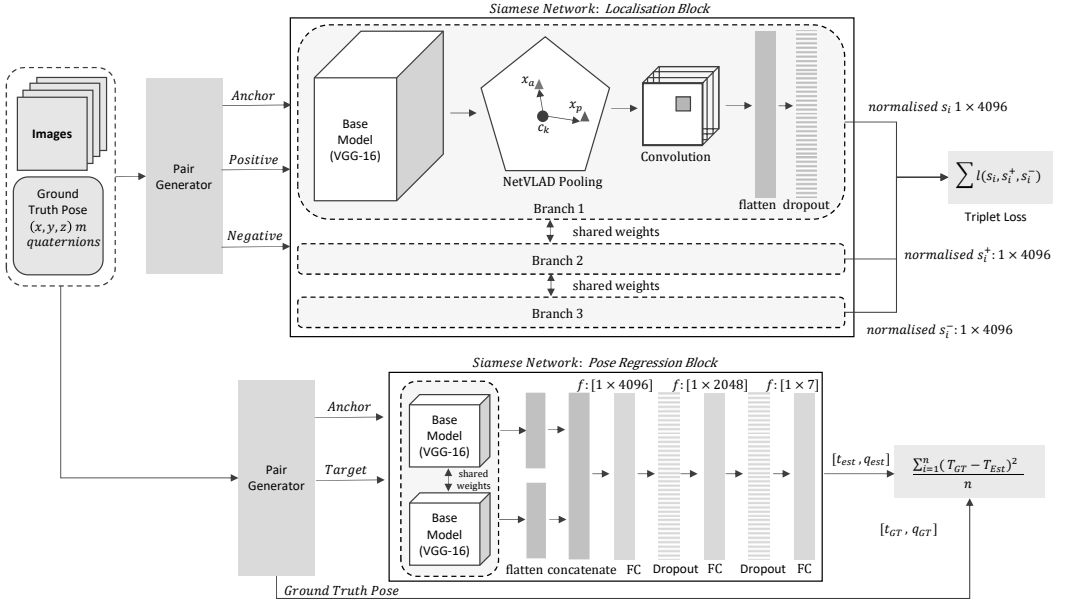 Siamese Network: Localisation Block
Images
Ground
Truth Pose
(x, y, z) m
quaternions
Pair
Generator
Anchor
Positive
Negative
Base
Model
(VGG-16)
x_a
x_p
c_k
NetVLAD Pooling
Convolution
flatten dropout
Branch 1
shared weights
Branch 2
shared weights
Branch 3
normalised s_i 1 × 4096
∑ l(s_i, s_i^+, s_i^-)
Triplet Loss
normalised s_i^+: 1 × 4096
normalised s_i^-: 1 × 4096
Siamese Network: Pose Regression Block
Pair
Generator
Anchor
Target
Base
Model
(VGG-16)
shared
weights
Base
Model
(VGG-16)
f: [1 × 4096] f: [1 × 2048] f: [1 × 7]
flatten concatenate FC Dropout FC Dropout FC
[t_est , q_est]
∑_{i=1}^n ( T_GT − T_Est)^2
n
[t_GT , q_GT]
Ground Truth Pose